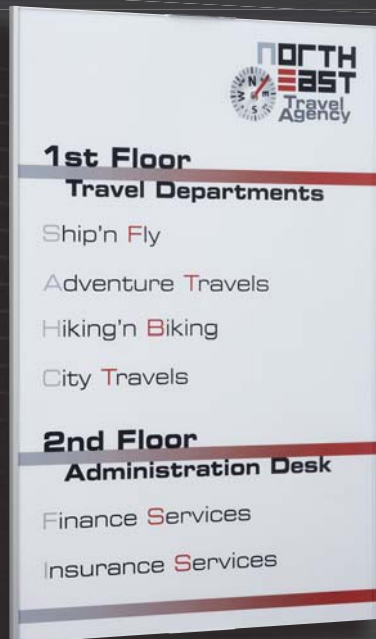 NORTH
EAST
Travel
Agency
N
E
S
W
1st Floor
Travel Departments
Ship'n Fly
Adventure Travels
Hiking'n Biking
City Travels
2nd Floor
Administration Desk
Finance Services
Insurance Services